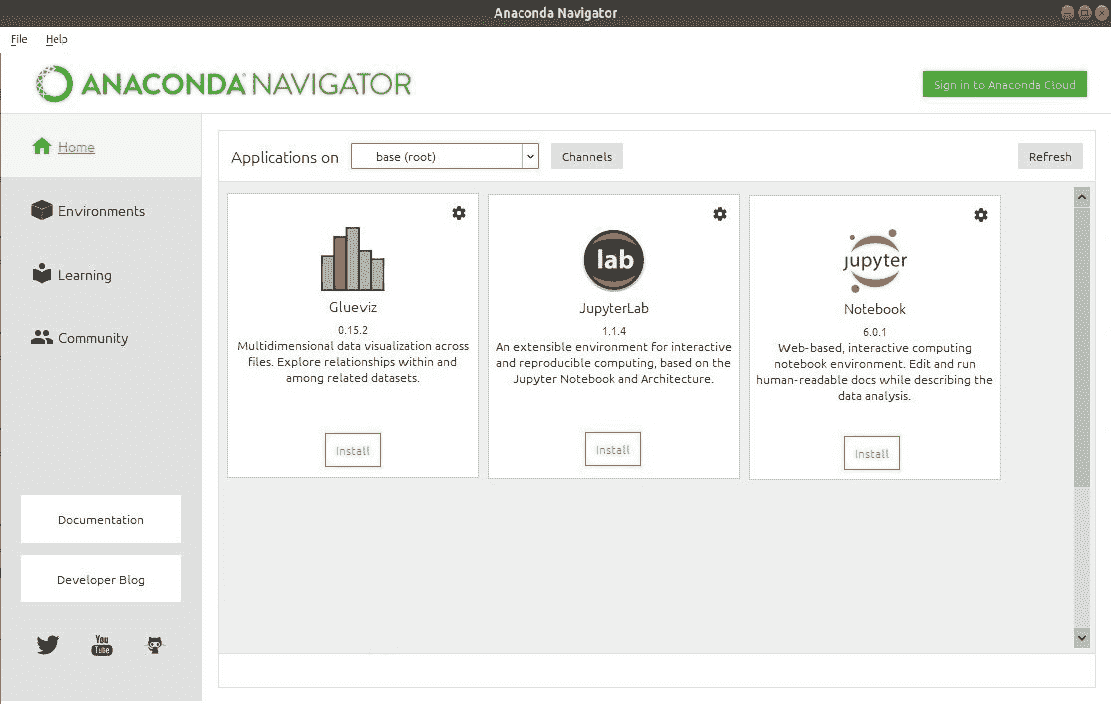 Anaconda Navigator
File Help
ANACONDA NAVIGATOR
Sign in to Anaconda Cloud
Home
Environments
Learning
Community
Documentation
Developer Blog
You
Tube
Applications on base (root) Channels Refresh
Glueviz
0.15.2
Multidimensional data visualization across
files. Explore relationships within and
among related datasets.
Install
lab
JupyterLab
1.1.4
An extensible environment for interactive
and reproducible computing, based on the
Jupyter Notebook and Architecture.
Install
jupyter
Notebook
6.0.1
Web-based, interactive computing
notebook environment. Edit and run
human-readable docs while describing the
data analysis.
Install